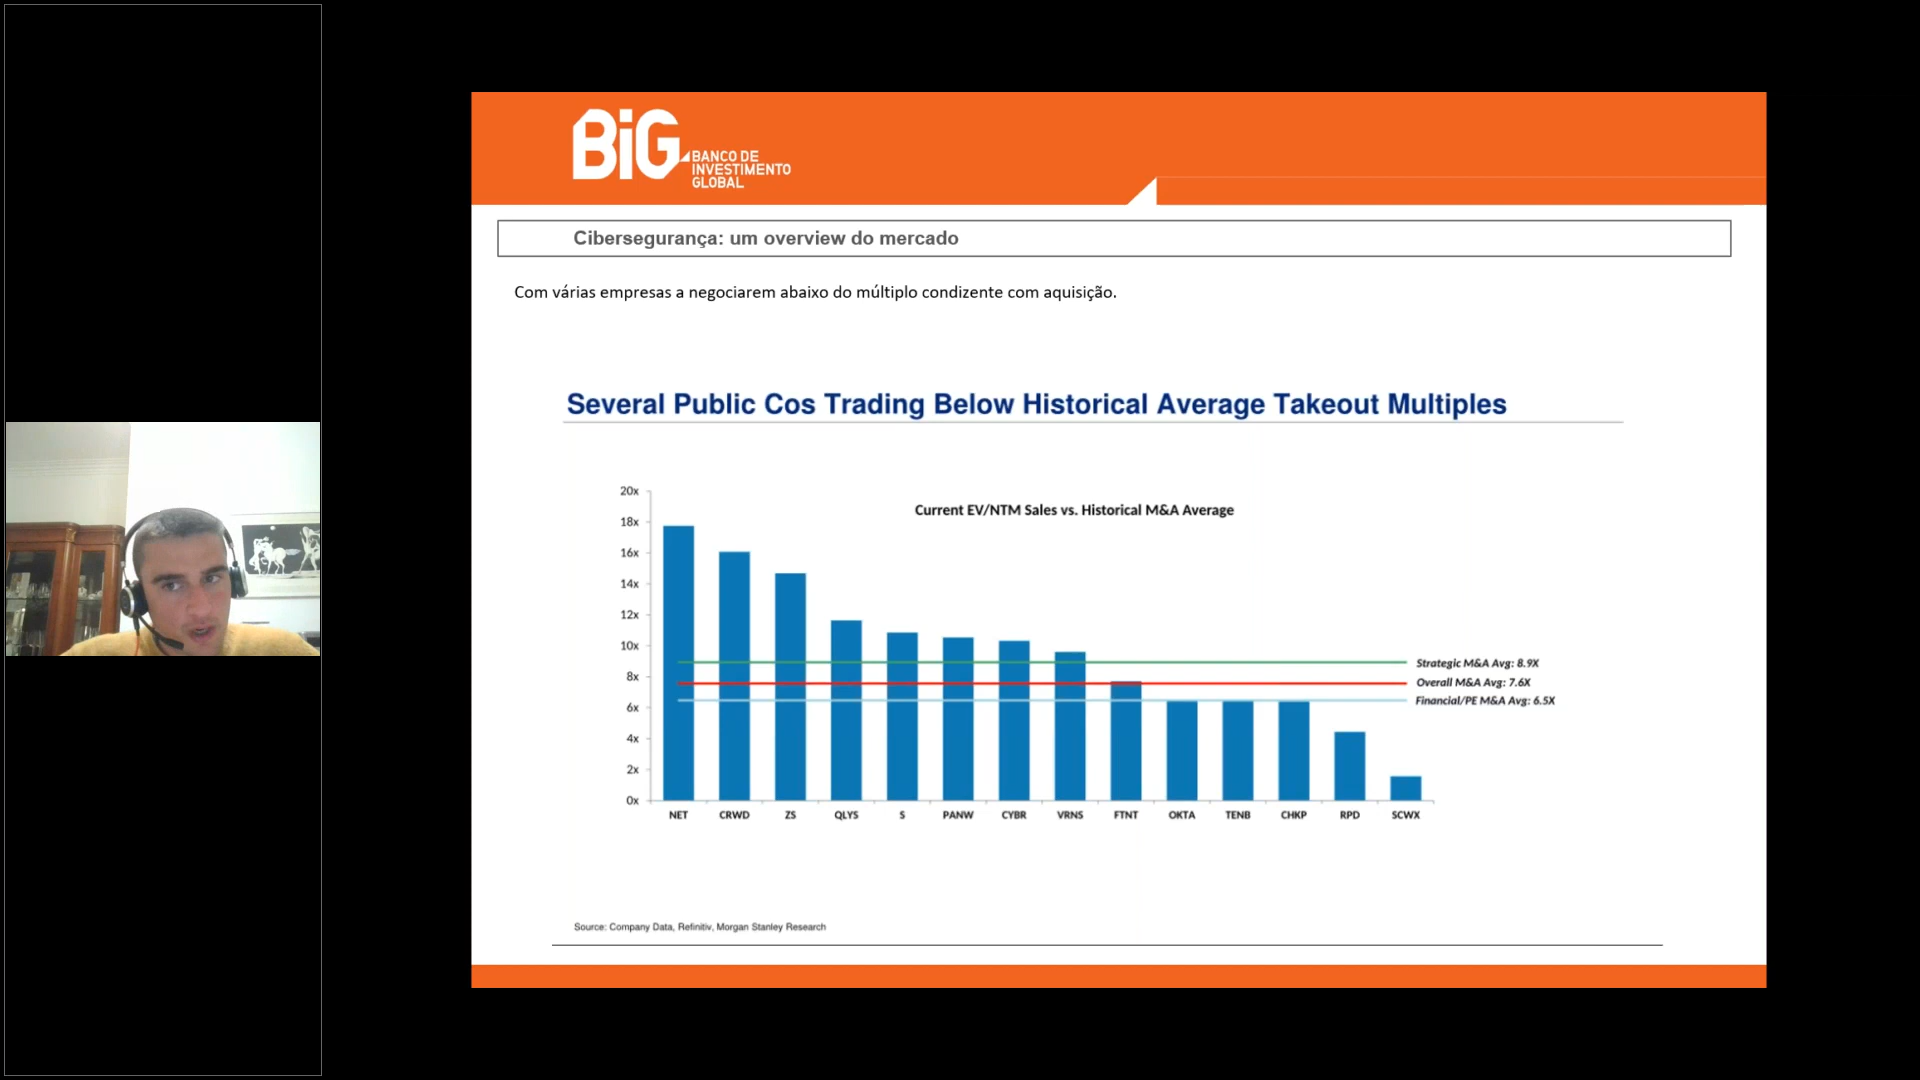 BiG
BANCO DE
INVESTIMENTO
GLOBAL
Cibersegurança: um overview do mercado
Com várias empresas a negociarem abaixo do múltiplo condizente com aquisição.
Several Public Cos Trading Below Historical Average Takeout Multiples
Current EV/NTM Sales vs. Historical M&A Average
20x
18x
16x
14x
12x
10x
8x
6x
4x
2x
0x
Strategic M&A Avg: 8.9X
Overall M&A Avg: 7.6X
Financial/PE M&A Avg: 6.5X
NET CRWD ZS QLYS S PANW CYBR VRNS FTNT OKTA TENB CHKP RPD SCWX
Source: Company Data, Refinitiv, Morgan Stanley Research